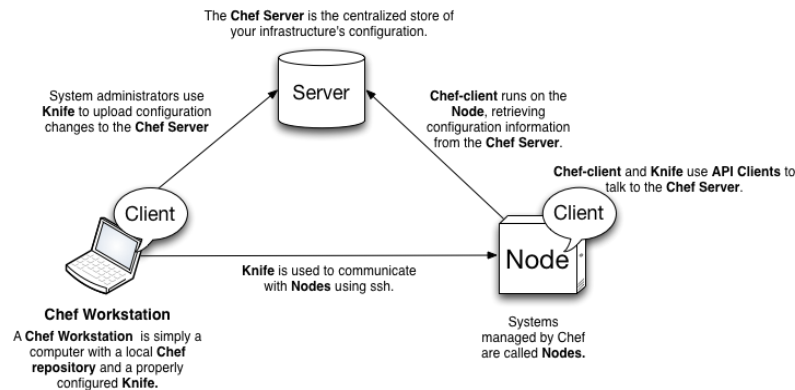 The Chef Server is the centralized store of
your infrastructure's configuration.
Server
System administrators use
Knife to upload configuration
changes to the Chef Server
Chef-client runs on the
Node, retrieving
configuration information
from the Chef Server.
Chef-client and Knife use API Clients to
talk to the Chef Server.
Client
Client
Node
Knife is used to communicate
with Nodes using ssh.
Chef Workstation
A Chef Workstation is simply a
computer with a local Chef
repository and a properly
configured Knife.
Systems
managed by Chef
are called Nodes.